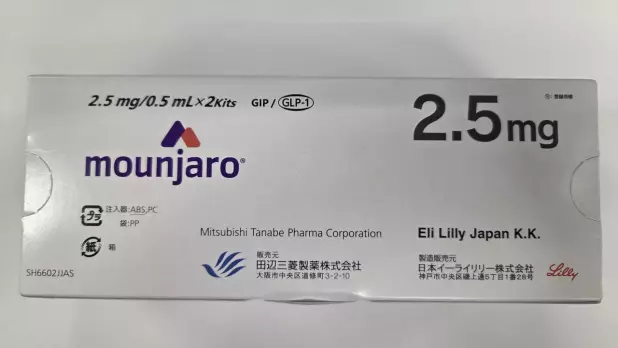 2.5 mg/0.5 mL×2Kits GIP / GLP-1
2.5mg
mounjaro®
プラ 注入器:ABS,PC
袋:PP
紙 箱
SH6602JJAS
Mitsubishi Tanabe Pharma Corporation
販売元
田辺三菱製薬株式会社
大阪市中央区道修町3-2-10
Eli Lilly Japan K.K.
製造販売元
日本イーライリリー株式会社
神戸市中央区磯上通5丁目1番28号
Lilly